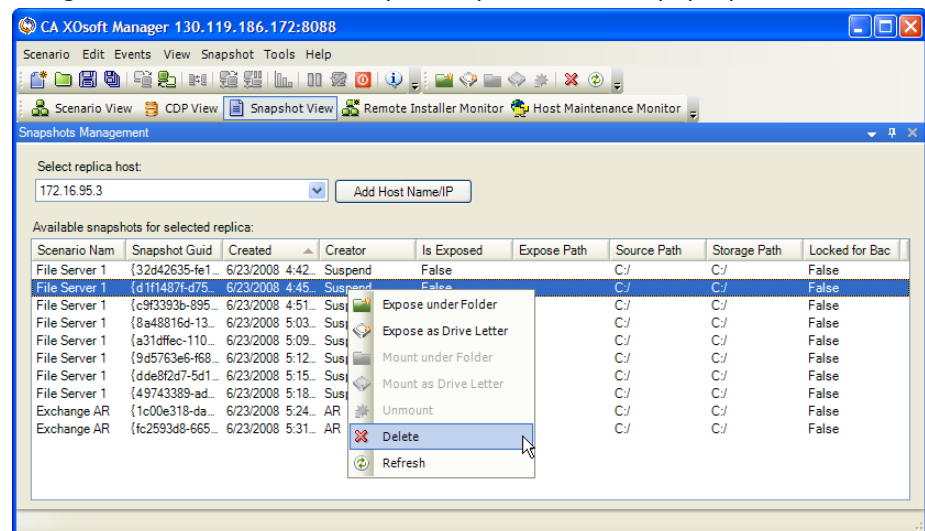 CA XOsoft Manager 130.119.186.172:8088
Scenario Edit Events View Snapshot Tools Help
Scenario View CDP View Snapshot View Remote Installer Monitor Host Maintenance Monitor
Snapshots Management
Select replica host:
172.16.95.3 Add Host Name/IP
Available snapshots for selected replica:
Scenario Nam Snapshot Guid Created Creator Is Exposed Expose Path Source Path Storage Path Locked for Bac
File Server 1 {32d42635-fe1... 6/23/2008 4:42... Suspend False C:/ C:/ False
File Server 1 {d1f1487f-d75... 6/23/2008 4:45... Suspend False C:/ C:/ False
File Server 1 {c9f3393b-895... 6/23/2008 4:51... Sus C:/ C:/ False
File Server 1 {8a48816d-13... 6/23/2008 5:03... Sus C:/ C:/ False
File Server 1 {a31dffec-110... 6/23/2008 5:09... Sus C:/ C:/ False
File Server 1 {9d5763e6-f68... 6/23/2008 5:12... Sus C:/ C:/ False
File Server 1 {dde8f2d7-5d1... 6/23/2008 5:15... Sus C:/ C:/ False
File Server 1 {49743389-ad... 6/23/2008 5:18... Sus C:/ C:/ False
Exchange AR {1c00e318-da... 6/23/2008 5:24... AR C:/ C:/ False
Exchange AR {fc2593d8-665... 6/23/2008 5:31... AR C:/ C:/ False
Expose under Folder
Expose as Drive Letter
Mount under Folder
Mount as Drive Letter
Unmount
Delete
Refresh